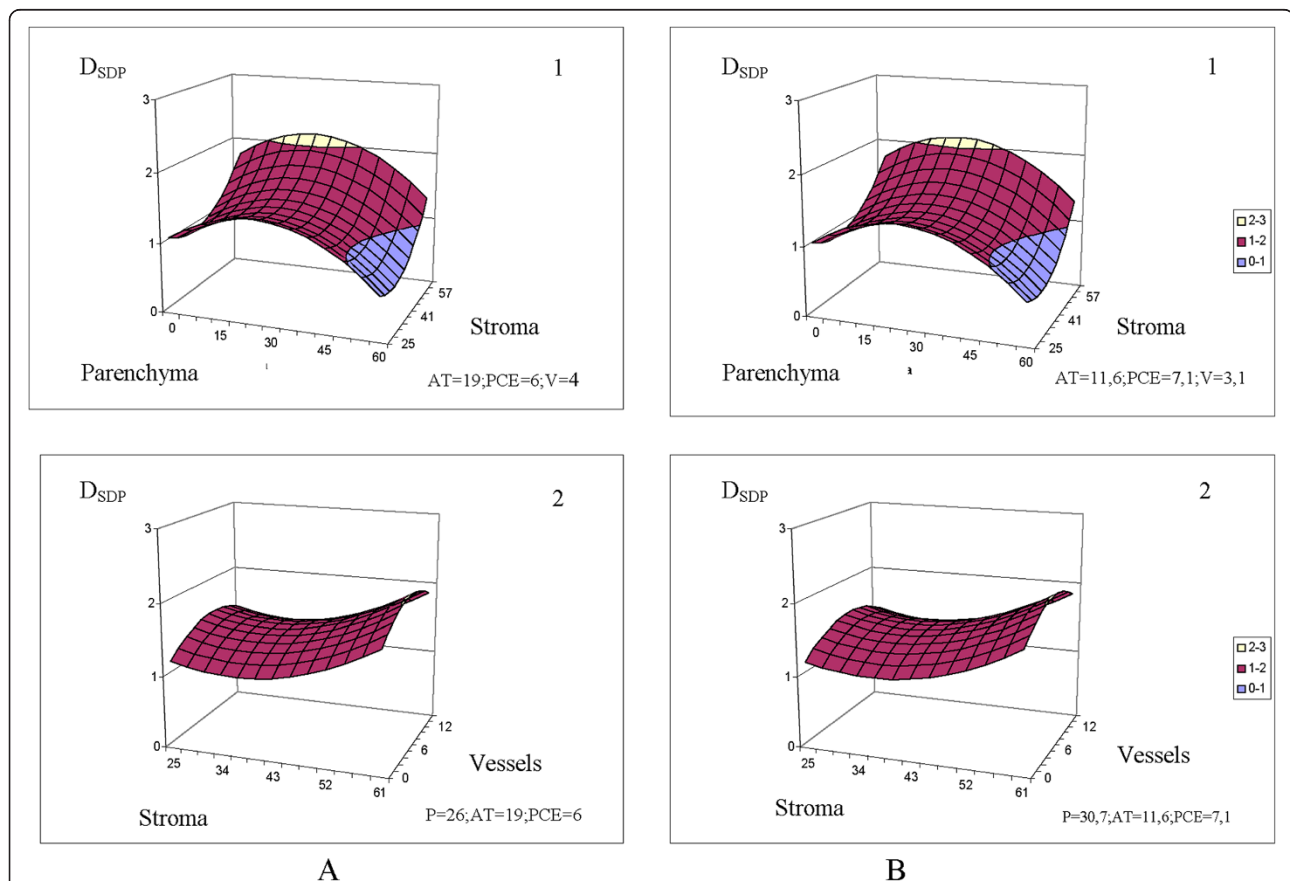 D_SDP 1
3
2
1
0
0 15 30 45 60
25 41 57
Stroma
Parenchyma
AT=19;PCE=6;V=4
D_SDP 1
3
2
1
0
0 15 30 45 60
25 41 57
Stroma
Parenchyma
AT=11,6;PCE=7,1;V=3,1
2-3
1-2
0-1
D_SDP 2
3
2
1
0
25 34 43 52 61
0 6 12
Vessels
Stroma
P=26;AT=19;PCE=6
D_SDP 2
3
2
1
0
25 34 43 52 61
0 6 12
Vessels
Stroma
P=30,7;AT=11,6;PCE=7,1
2-3
1-2
0-1
A
B